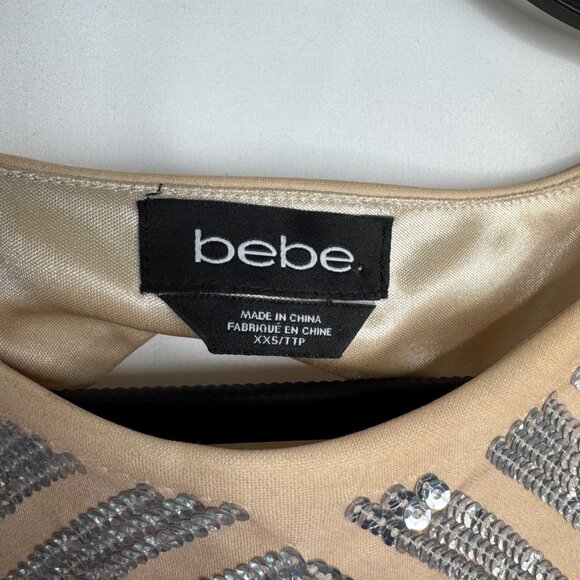 bebe.
MADE IN CHINA
FABRIQUÉ EN CHINE
XXS/TTP